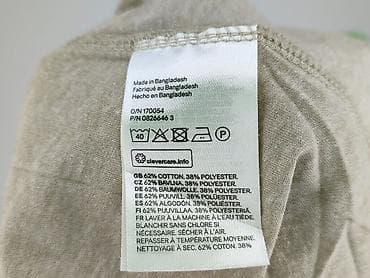 Made in Bangladesh
Fabriqué au Bangladesh
Hecho en Bangladesh
O/N 170054
P/N 0826646 3
40 P
clevercare.info
GB 62% COTTON, 38% POLYESTER.
CZ 62% BAVLNA, 38% POLYESTER.
DE 62% BAUMWOLLE, 38% POLYESTER.
EE 62% PUUVILL, 38% POLÜESTER.
ES 62% ALGODÓN, 38% POLIÉSTER.
FI 62% PUUVILLAA, 38% POLYESTERIA.
FR LAVER À LA MACHINE À L'EAU TIÈDE.
BLANCHIR SANS CHLORE SI
NÉCESSAIRE. SÉCHER À L'AIR.
REPASSER À TEMPÉRATURE MOYENNE.
NETTOYAGE À SEC. 62% COTON, 38%